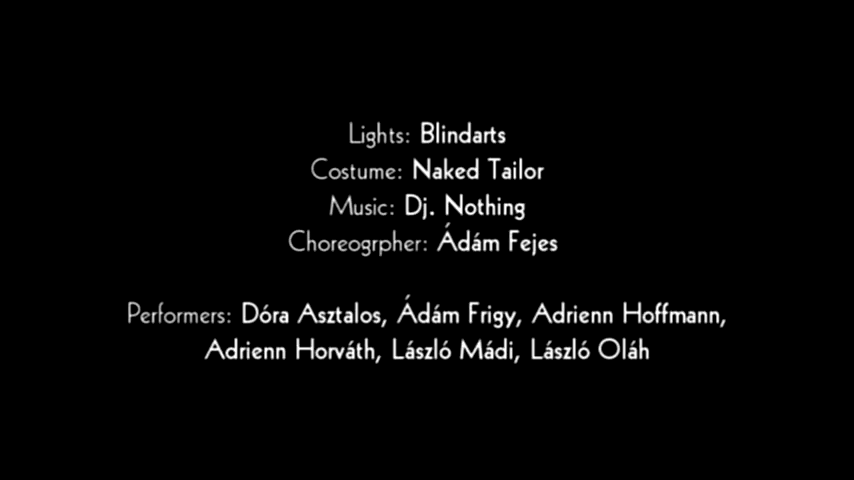 Lights: Blindarts
Costume: Naked Tailor
Music: Dj. Nothing
Choreogrpher: Ádám Fejes
Performers: Dóra Asztalos, Ádám Frigy, Adrienn Hoffmann,
Adrienn Horváth, László Mádi, László Oláh